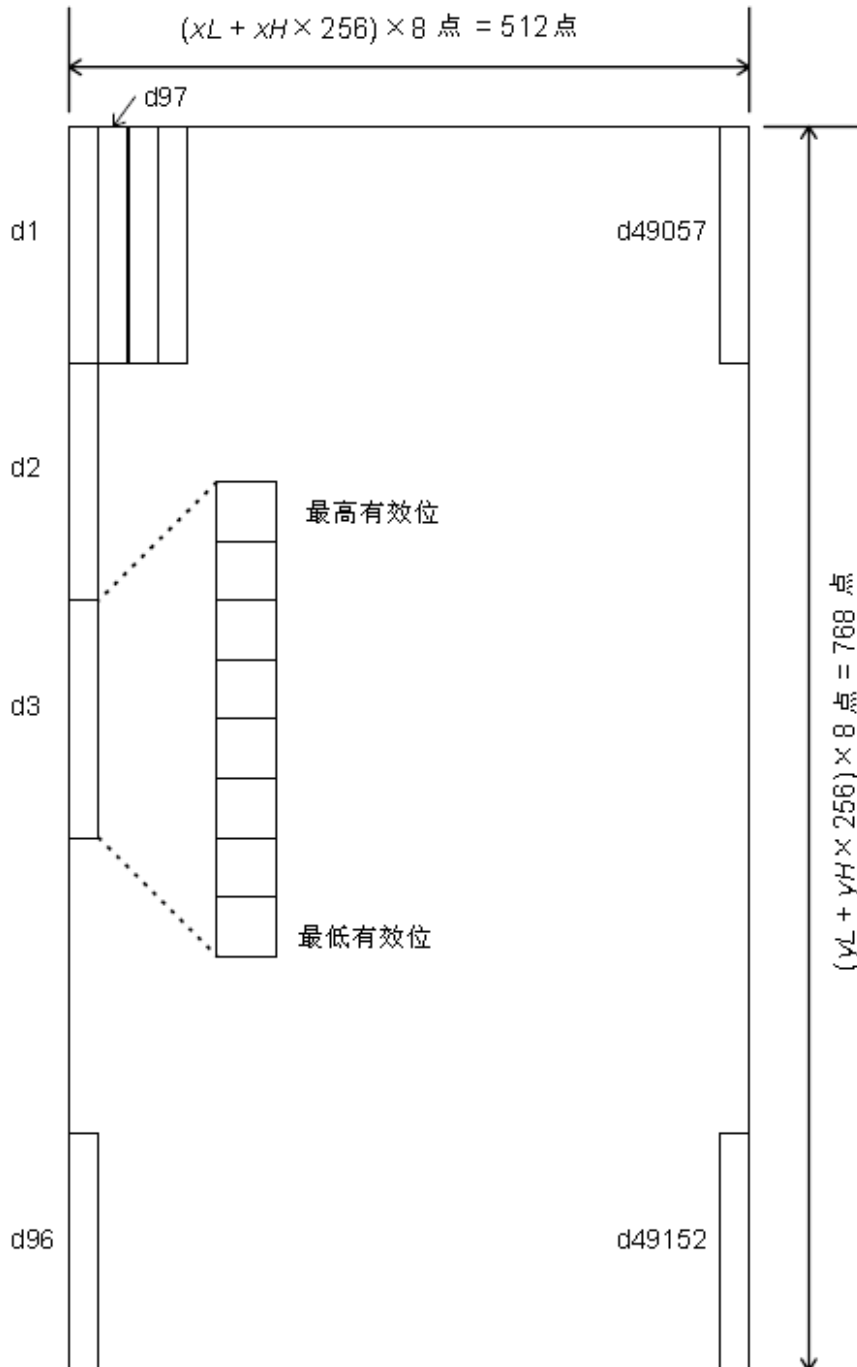 (xL + xH × 256) × 8 点 = 512点
d97
d1
d49057
d2
最高有效位
d3
(yL + yH × 256) × 8 点 = 768 点
最低有效位
d96
d49152